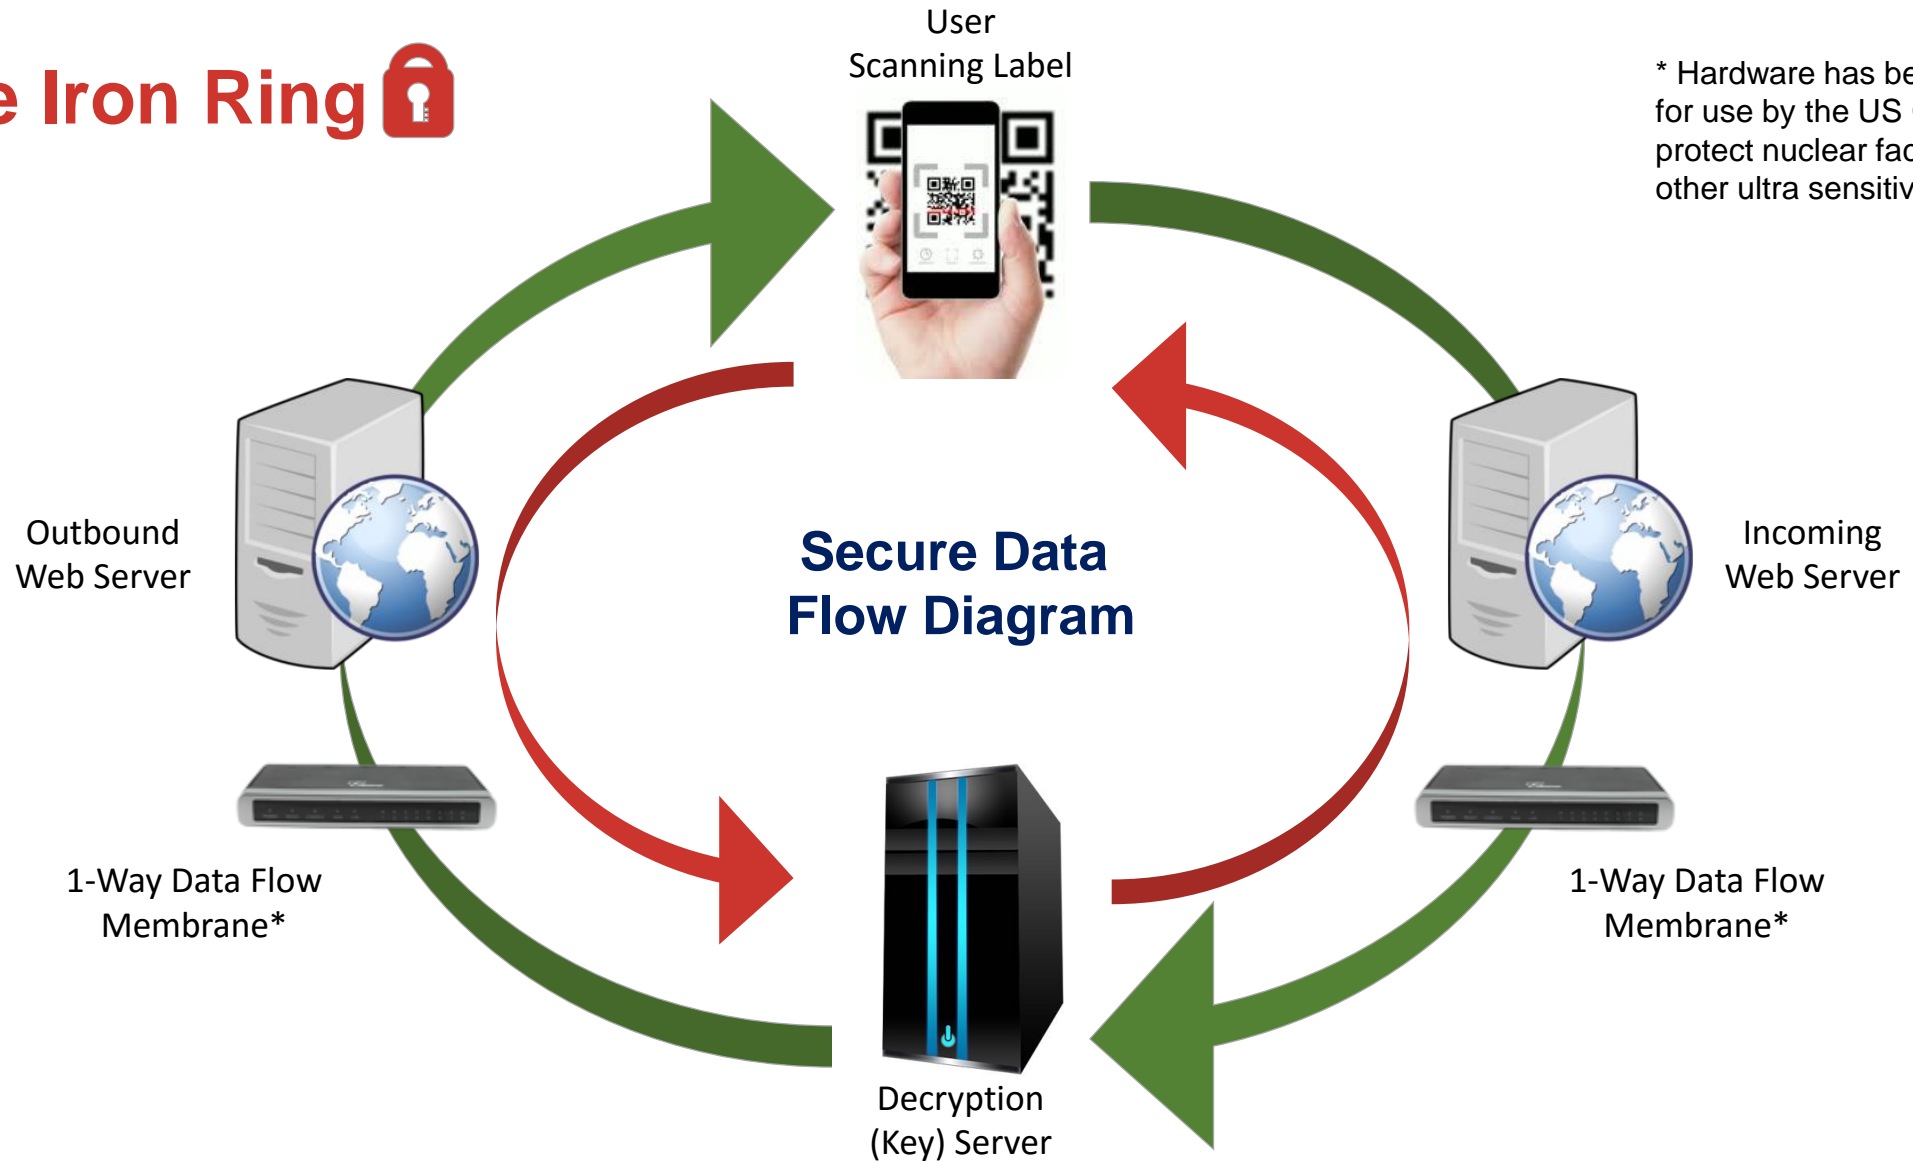 e Iron Ring
User
Scanning Label
* Hardware has be
for use by the US
protect nuclear fac
other ultra sensitiv
Outbound
Web Server
Secure Data
Flow Diagram
Incoming
Web Server
1-Way Data Flow
Membrane*
1-Way Data Flow
Membrane*
Decryption
(Key) Server